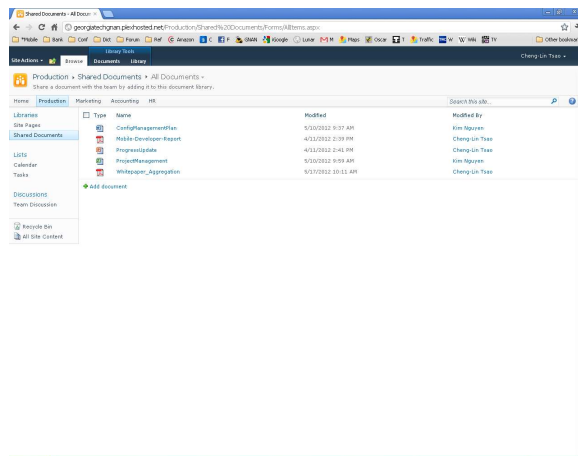 Shared Documents - All Docum ×
georgiatechgnan.plexhosted.net/Production/Shared%20Documents/Forms/AllItems.aspx
*Mobile Bank Conf Dict Forum Ref Amazon C F GNAN iGoogle Lunar M Maps Oscar T Traffic W Wiki TV Other bookmar
Library Tools
Site Actions Browse Documents Library Cheng-Lin Tsao
Production ▸ Shared Documents ▸ All Documents
Share a document with the team by adding it to this document library.
Home Production Marketing Accounting HR Search this site...
Libraries
Site Pages
Shared Documents
Lists
Calendar
Tasks
Discussions
Team Discussion
Recycle Bin
All Site Content
Type Name Modified Modified By
ConfigManagementPlan 5/10/2012 9:37 AM Kim Nguyen
Mobile-Developer-Report 4/11/2012 2:39 PM Cheng-Lin Tsao
ProgressUpdate 4/11/2012 2:41 PM Cheng-Lin Tsao
ProjectManagement 5/10/2012 9:59 AM Kim Nguyen
Whitepaper_Aggregation 5/17/2012 10:11 AM Cheng-Lin Tsao
Add document